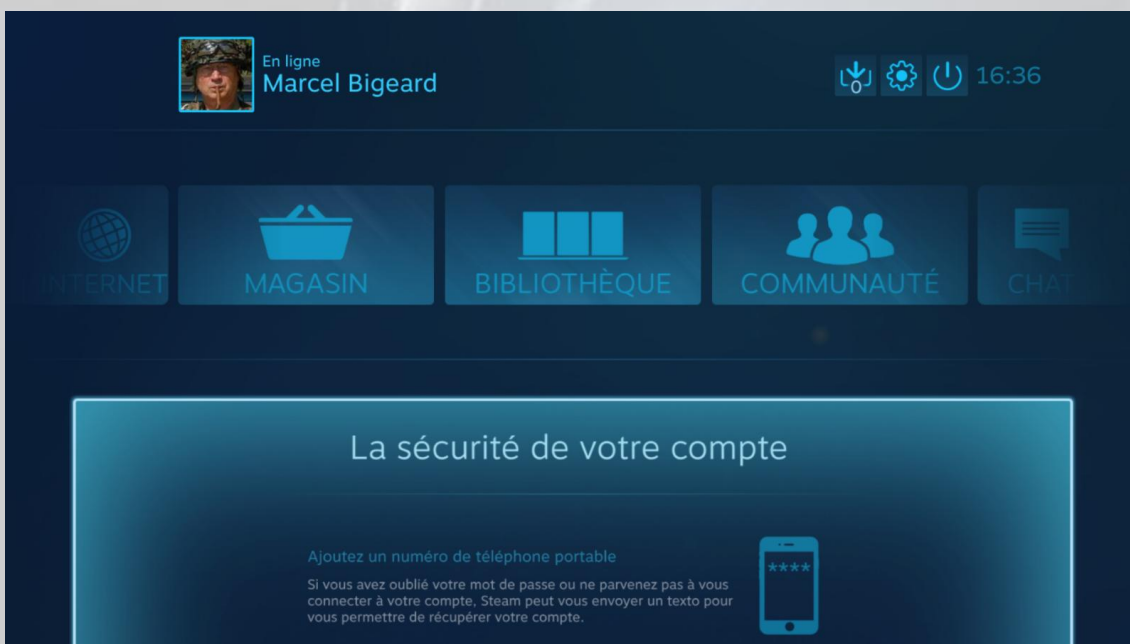 En ligne
Marcel Bigeard
0
16:36
INTERNET
MAGASIN
BIBLIOTHÈQUE
COMMUNAUTÉ
CHAT
La sécurité de votre compte
Ajoutez un numéro de téléphone portable
Si vous avez oublié votre mot de passe ou ne parvenez pas à vous
connecter à votre compte, Steam peut vous envoyer un texto pour
vous permettre de récupérer votre compte.
****